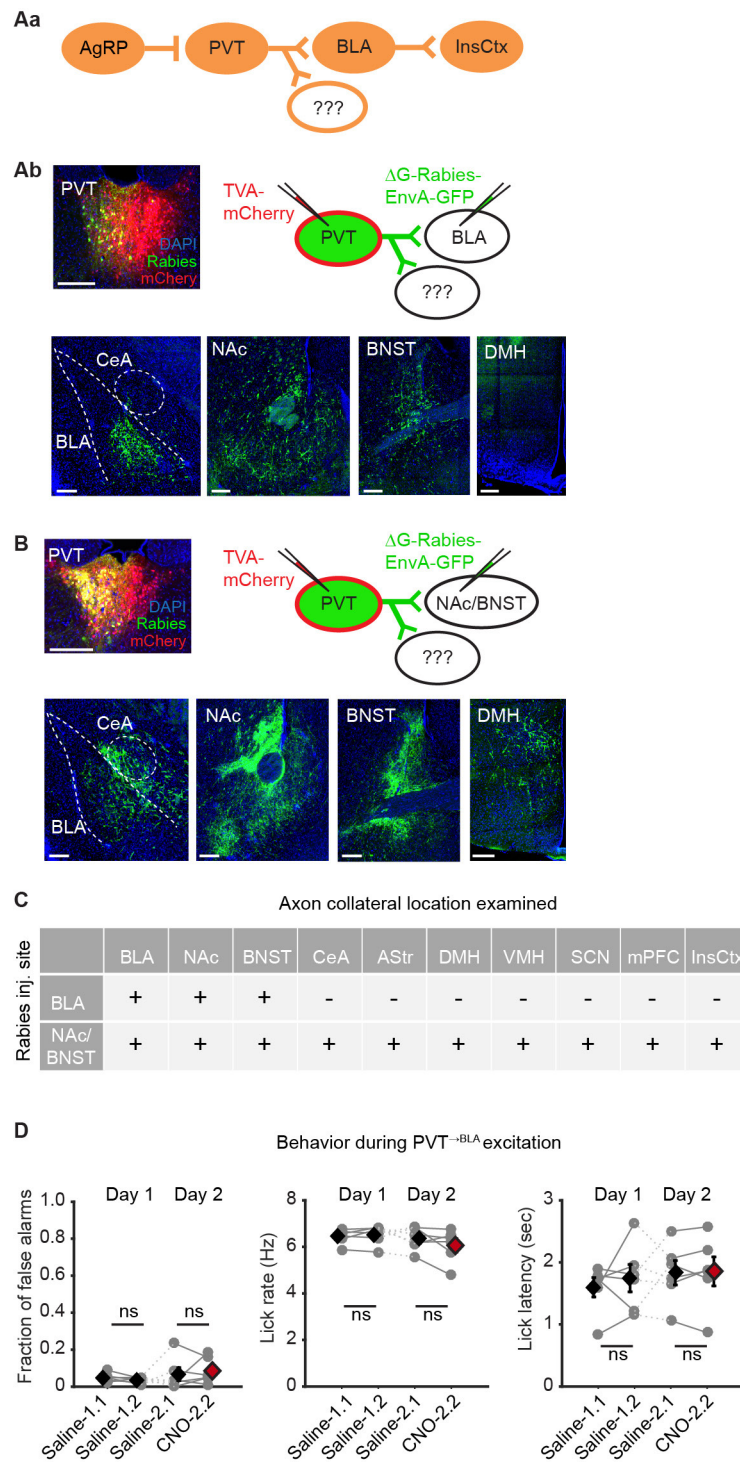 Aa
AgRP PVT BLA InsCtx
???
Ab
PVT
DAPI
Rabies
mCherry
TVA-
mCherry
ΔG-Rabies-
EnvA-GFP
PVT BLA
???
CeA
BLA
NAc
BNST
DMH
B
PVT
DAPI
Rabies
mCherry
TVA-
mCherry
ΔG-Rabies-
EnvA-GFP
PVT NAc/BNST
???
CeA
BLA
NAc
BNST
DMH
C
Axon collateral location examined
Rabies inj. site
BLA NAc BNST CeA AStr DMH VMH SCN mPFC InsCtx
BLA + + + - - - - - - -
NAc/
BNST + + + + + + + + + +
D
Behavior during PVT→BLA excitation
Fraction of false alarms
1.0
0.8
0.6
0.4
0.2
0
Day 1 Day 2
ns ns
Saline-1.1
Saline-1.2
Saline-2.1
CNO-2.2
Lick rate (Hz)
8
6
4
2
0
Day 1 Day 2
ns ns
Saline-1.1
Saline-1.2
Saline-2.1
CNO-2.2
Lick latency (sec)
3
2
1
0
Day 1 Day 2
ns ns
Saline-1.1
Saline-1.2
Saline-2.1
CNO-2.2